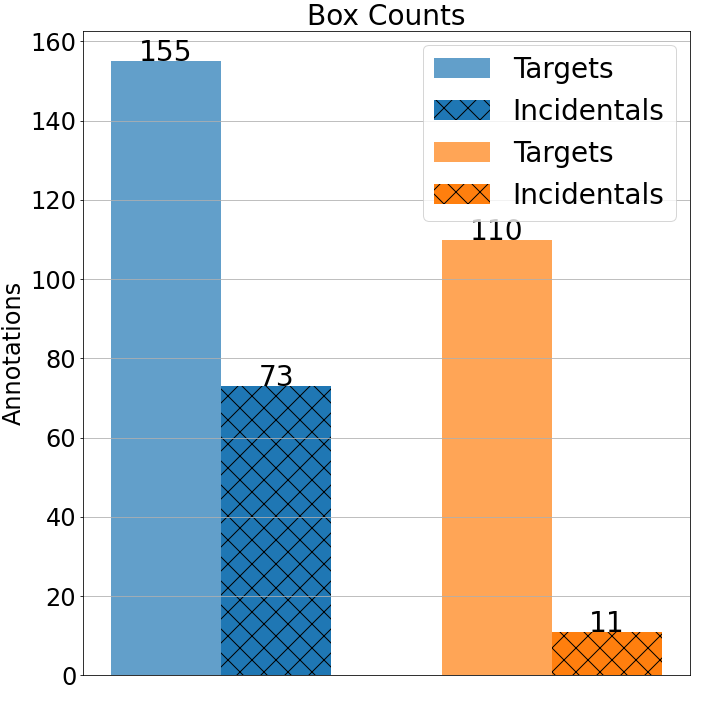 Box Counts
Annotations
160
140
120
100
80
60
40
20
0
155
73
110
11
Targets
Incidentals
Targets
Incidentals